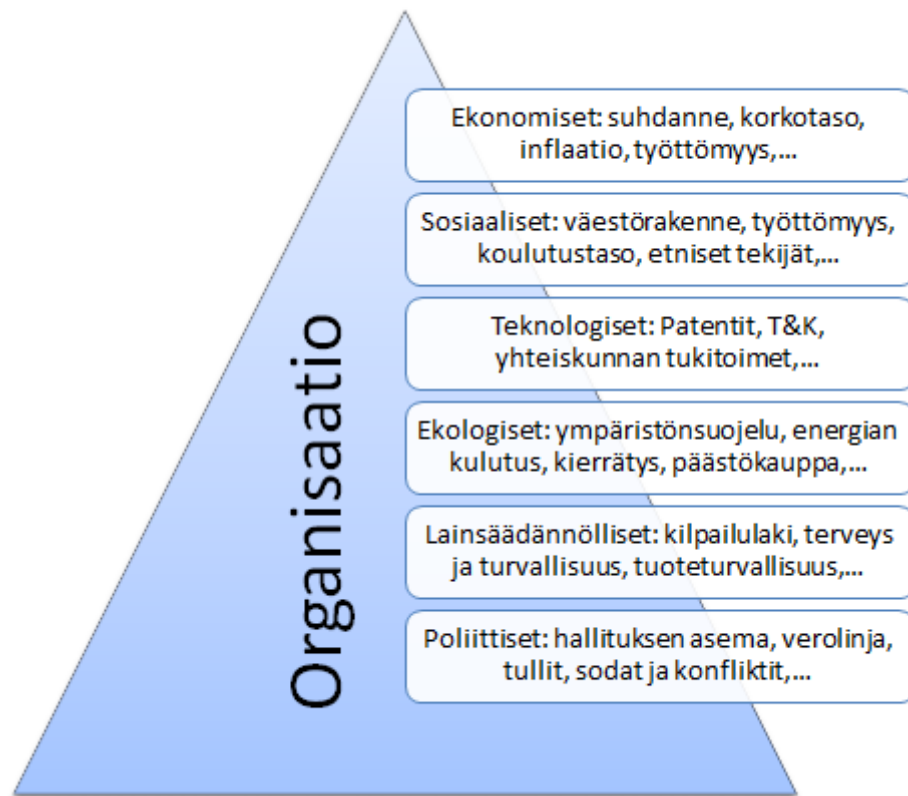 Ekonomiset: suhdanne, korkotaso,
inflaatio, työttömyys,...
Sosiaaliset: väestörakenne, työttömyys,
koulutustaso, etniset tekijät,...
Teknologiset: Patentit, T&K,
yhteiskunnan tukitoimet,...
Ekologiset: ympäristönsuojelu, energian
kulutus, kierrätys, päästökauppa,...
Lainsäädännölliset: kilpailulaki, terveys
ja turvallisuus, tuoteturvallisuus,...
Poliittiset: hallituksen asema, verolinja,
tullit, sodat ja konfliktit,...
Organisaatio